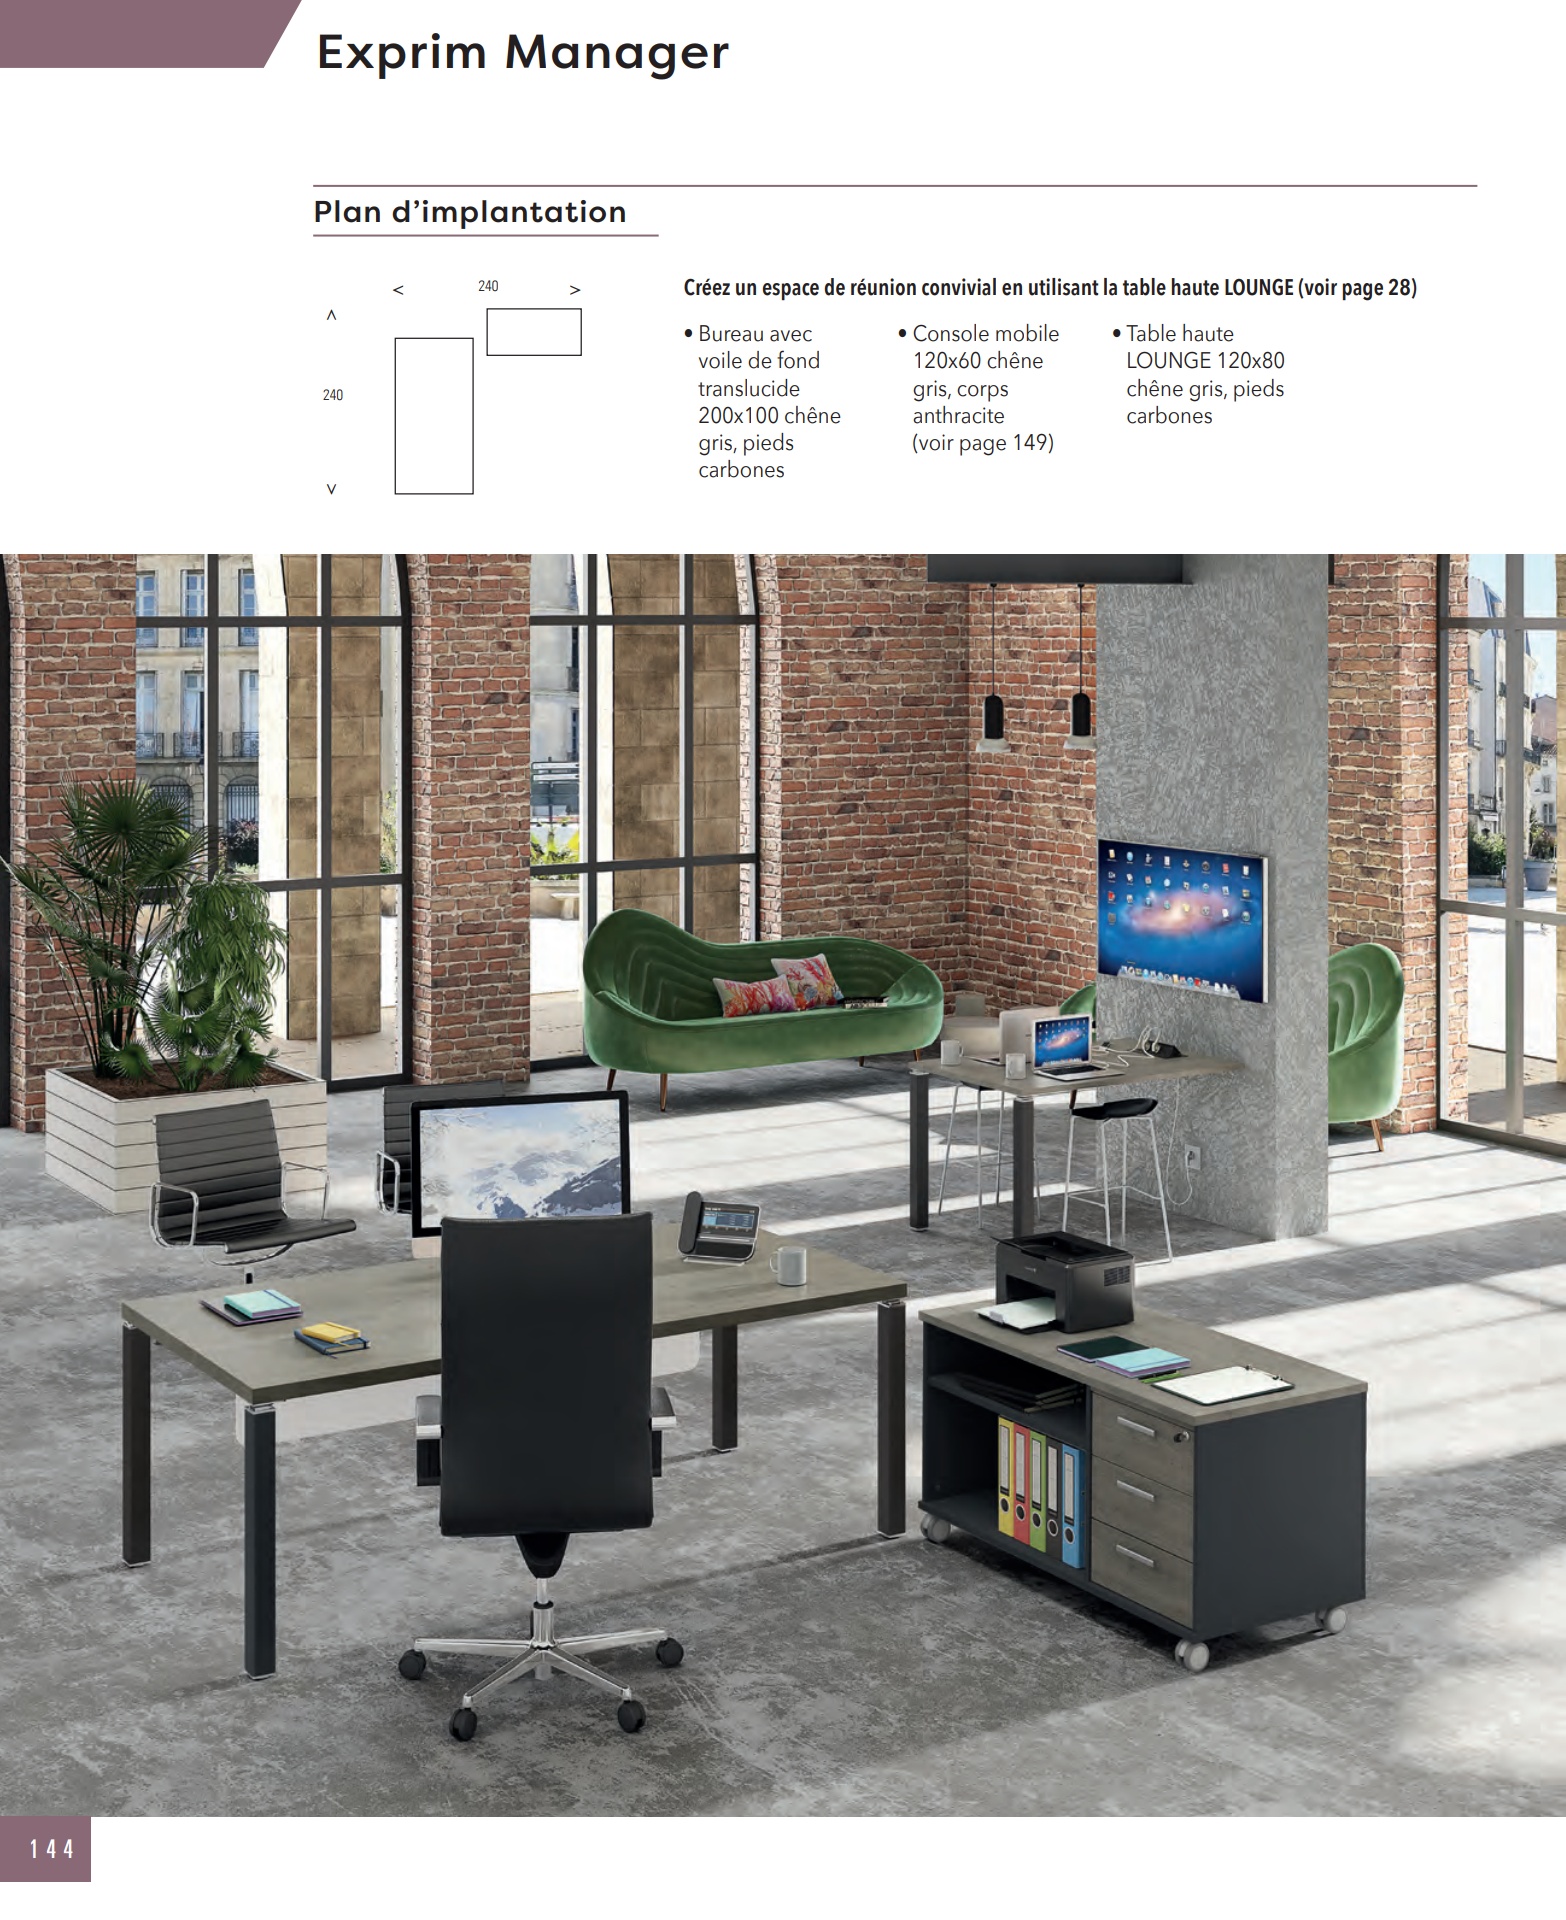 Exprim Manager
Plan d’implantation
< 240 >
240
Créez un espace de réunion convivial en utilisant la table haute LOUNGE (voir page 28)
• Bureau avec
voile de fond
translucide
200x100 chêne
gris, pieds
carbones
• Console mobile
120x60 chêne
gris, corps
anthracite
(voir page 149)
• Table haute
LOUNGE 120x80
chêne gris, pieds
carbones
144